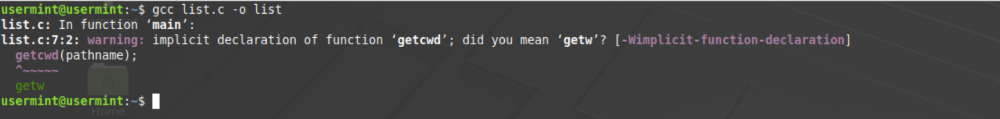 usermint@usermint:~$ gcc list.c -o list
list.c: In function ‘main’:
list.c:7:2: warning: implicit declaration of function ‘getcwd’; did you mean ‘getw’? [-Wimplicit-function-declaration]
  getcwd(pathname);
  ^~~~~~
  getw
usermint@usermint:~$
Home